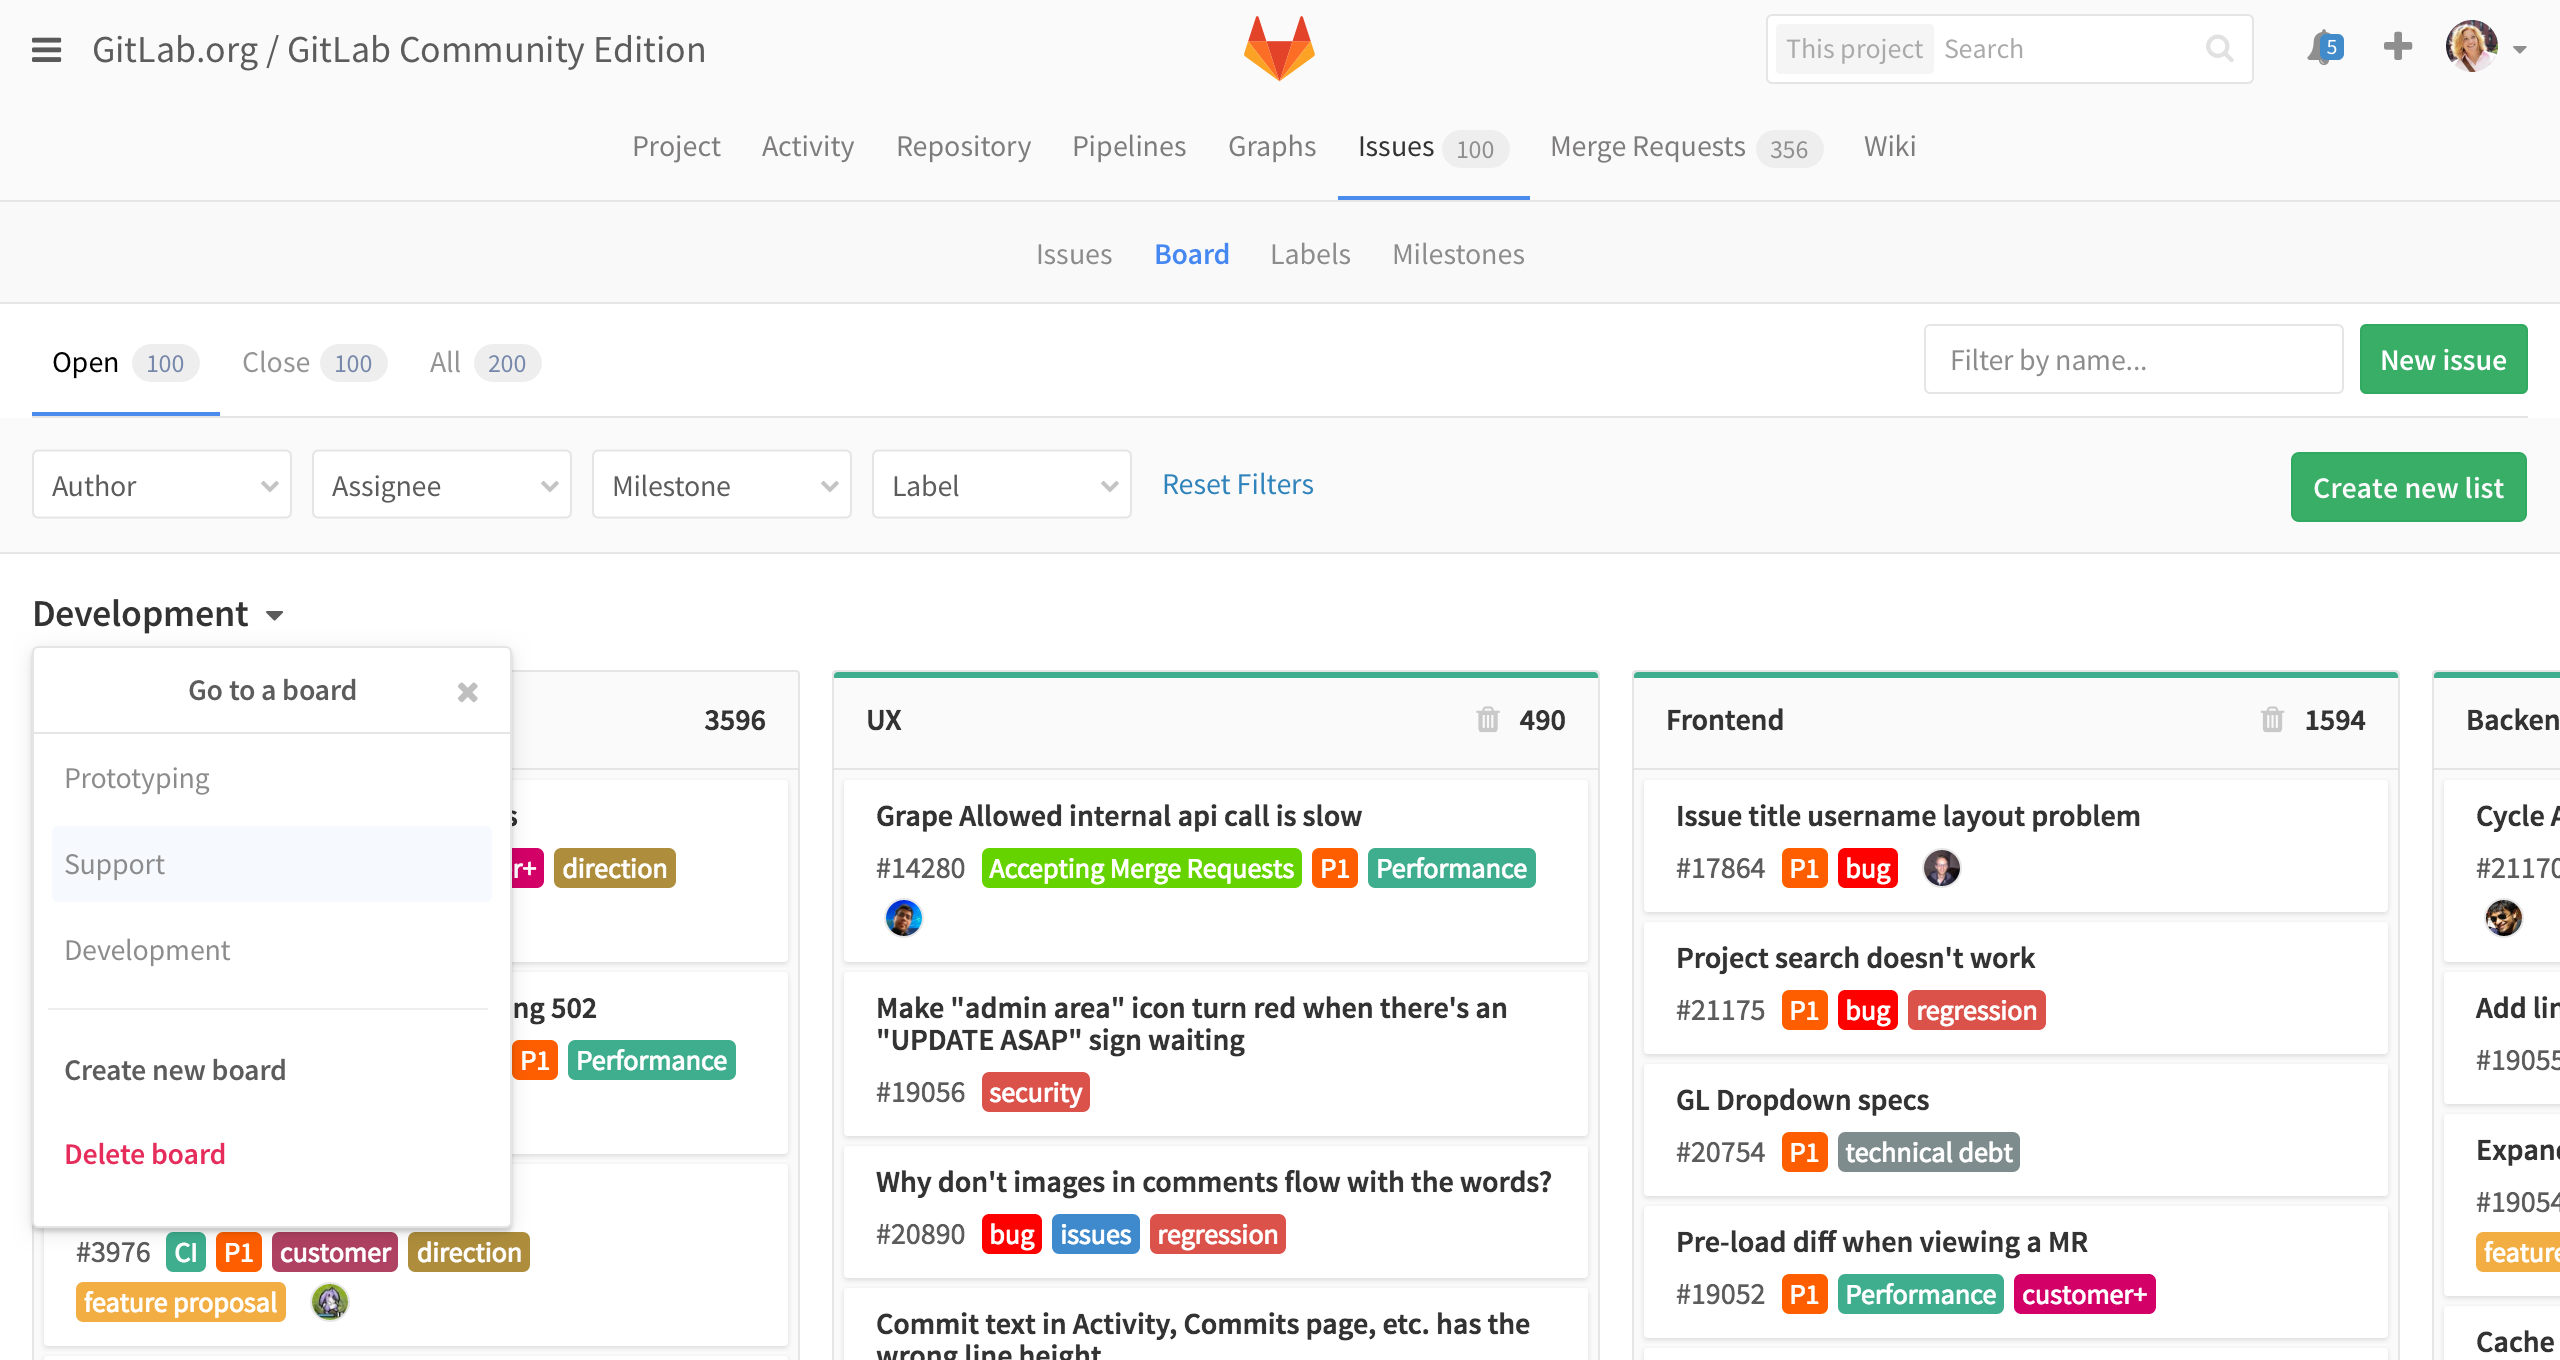 GitLab.org / GitLab Community Edition
This project Search
5
Project Activity Repository Pipelines Graphs Issues 100 Merge Requests 356 Wiki
Issues Board Labels Milestones
Open 100 Close 100 All 200
Filter by name...
New issue
Author Assignee Milestone Label Reset Filters
Create new list
Development
Go to a board
Prototyping
Support
Development
Create new board
Delete board
3596
s
r+ direction
ng 502
P1 Performance
#3976 CI P1 customer direction
feature proposal
UX 490
Grape Allowed internal api call is slow
#14280 Accepting Merge Requests P1 Performance
Make "admin area" icon turn red when there's an
"UPDATE ASAP" sign waiting
#19056 security
Why don't images in comments flow with the words?
#20890 bug issues regression
Commit text in Activity, Commits page, etc. has the
wrong line height
Frontend 1594
Issue title username layout problem
#17864 P1 bug
Project search doesn't work
#21175 P1 bug regression
GL Dropdown specs
#20754 P1 technical debt
Pre-load diff when viewing a MR
#19052 P1 Performance customer+
Backen
Cycle A
#21170
Add lin
#19055
Expand
#19054
feature
Cache